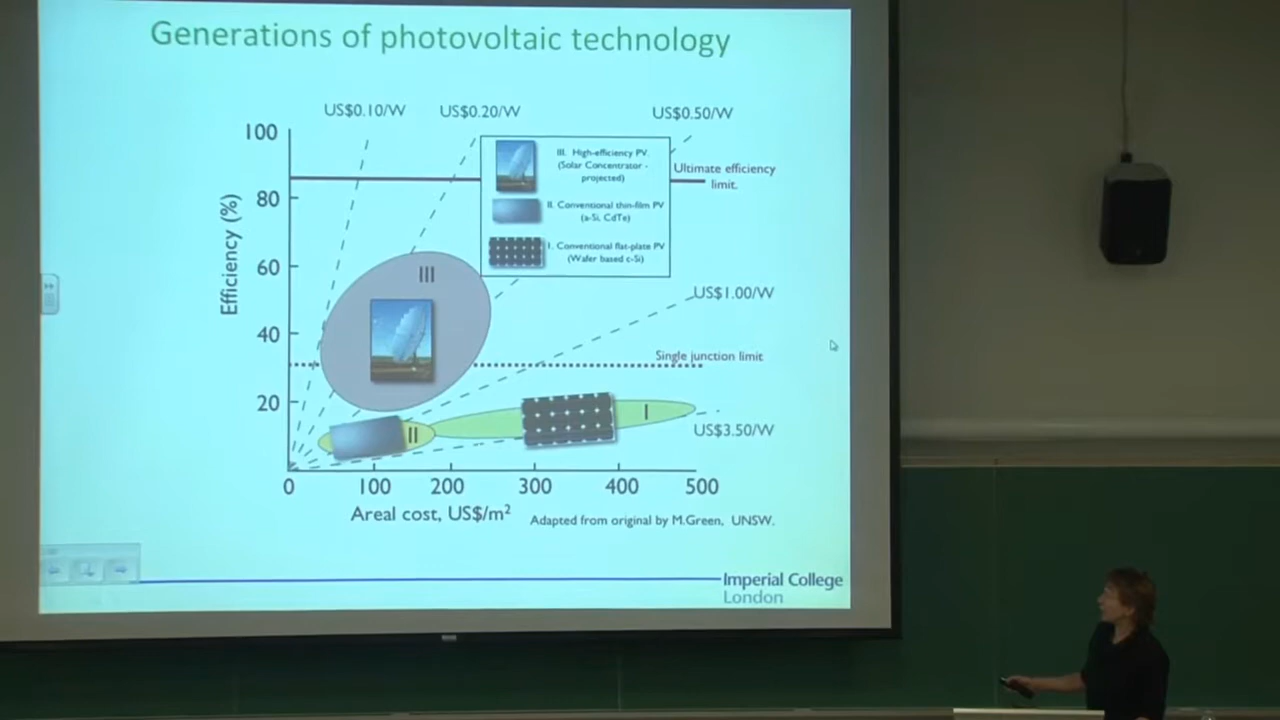 Generations of photovoltaic technology
US$0.10/W
US$0.20/W
US$0.50/W
100
80
60
40
20
Efficiency (%)
III. High-efficiency PV.
(Solar Concentrator -
projected)
II. Conventional thin-film PV
(a-Si, CdTe)
I. Conventional flat-plate PV
(Wafer based c-Si)
Ultimate efficiency
limit.
III
US$1.00/W
Single junction limit
I
II
US$3.50/W
0 100 200 300 400 500
Areal cost, US$/m²
Adapted from original by M.Green, UNSW.
Imperial College
London